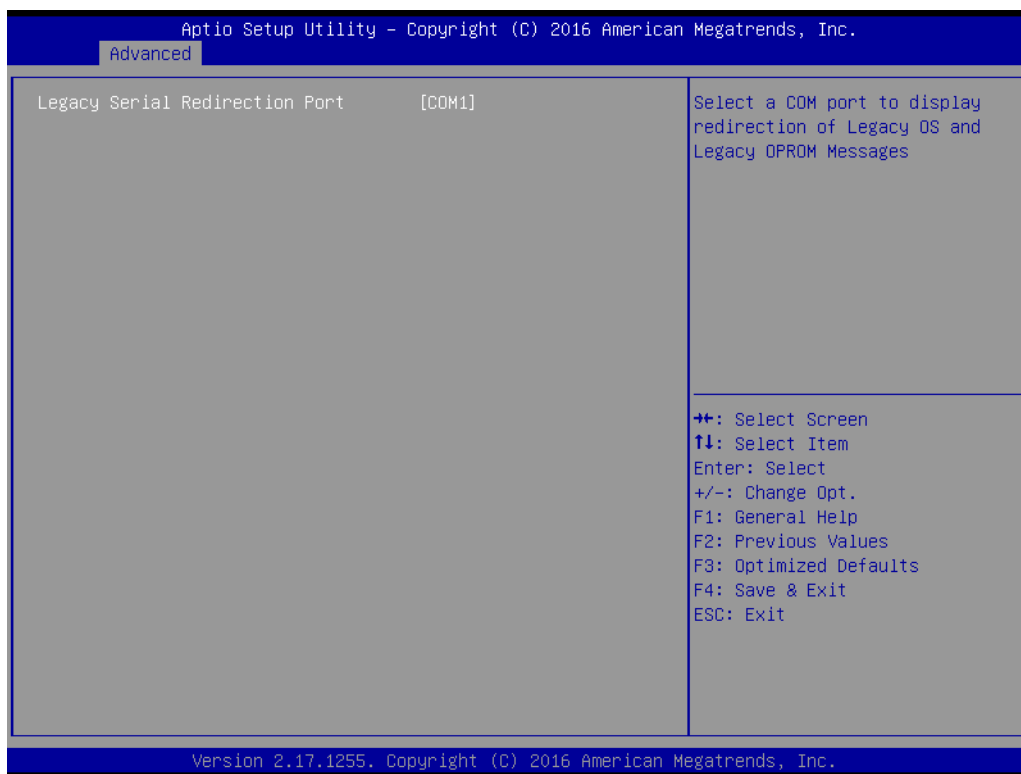 Aptio Setup Utility – Copyright (C) 2016 American Megatrends, Inc.
Advanced
Legacy Serial Redirection Port [COM1]
Select a COM port to display
redirection of Legacy OS and
Legacy OPROM Messages
→←: Select Screen
↑↓: Select Item
Enter: Select
+/-: Change Opt.
F1: General Help
F2: Previous Values
F3: Optimized Defaults
F4: Save & Exit
ESC: Exit
Version 2.17.1255. Copyright (C) 2016 American Megatrends, Inc.